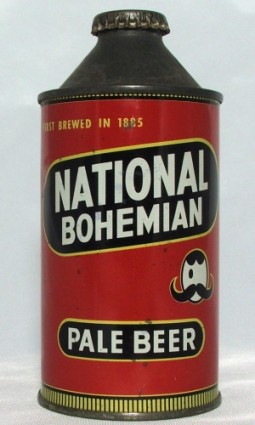 FIRST BREWED IN 1885
NATIONAL
BOHEMIAN
PALE BEER